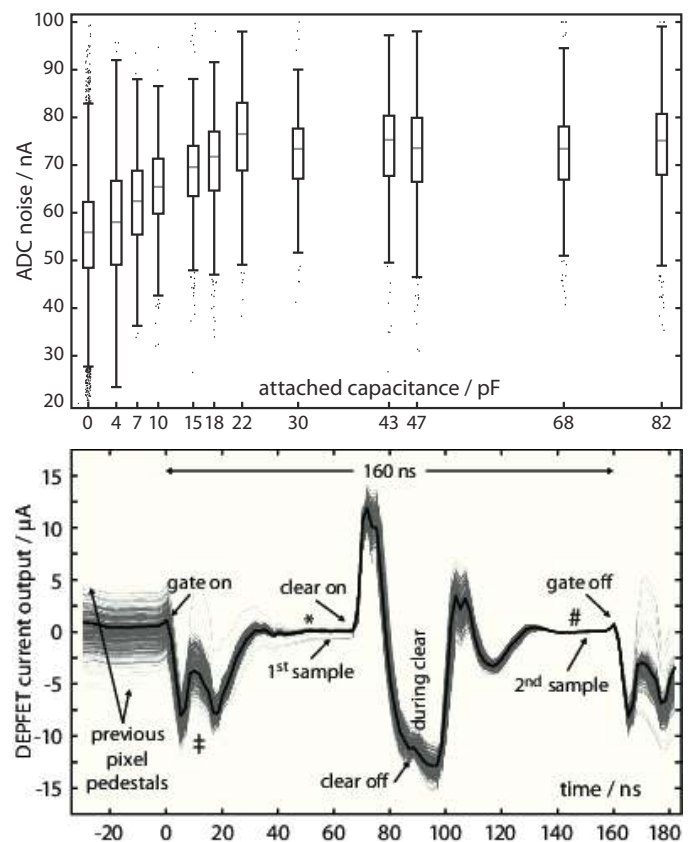 100
90
80
70
60
50
40
30
20
ADC noise / nA
attached capacitance / pF
0 4 7 10 15 18 22 30 43 47 68 82
15
10
5
0
-5
-10
-15
DEPFET current output / μA
160 ns
gate on
clear on
*
1st sample
gate off
#
2nd sample
during clear
previous
pixel
pedestals
‡
clear off
time / ns
-20 0 20 40 60 80 100 120 140 160 180